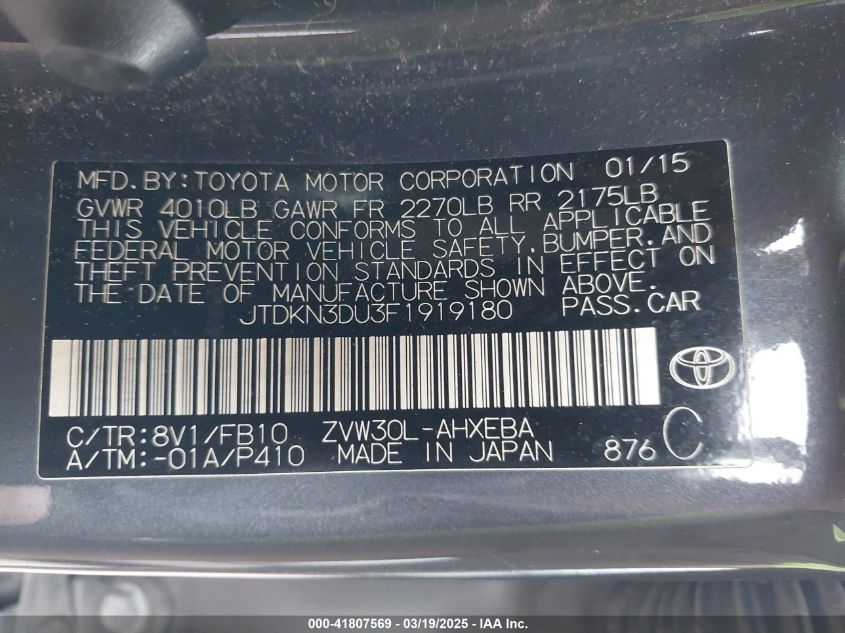 MFD.BY:TOYOTA MOTOR CORPORATION 01/15
GVWR 4010LB GAWR FR 2270LB RR 2175LB
THIS VEHICLE CONFORMS TO ALL APPLICABLE
FEDERAL MOTOR VEHICLE SAFETY,BUMPER,AND
THEFT PREVENTION STANDARDS IN EFFECT ON
THE DATE OF MANUFACTURE SHOWN ABOVE.
JTDKN3DU3F1919180 PASS.CAR
C/TR:8V1/FB10 ZVW30L-AHXEBA
A/TM:-01A/P410 MADE IN JAPAN 876 C
000-41807569 - 03/19/2025 - IAA Inc.